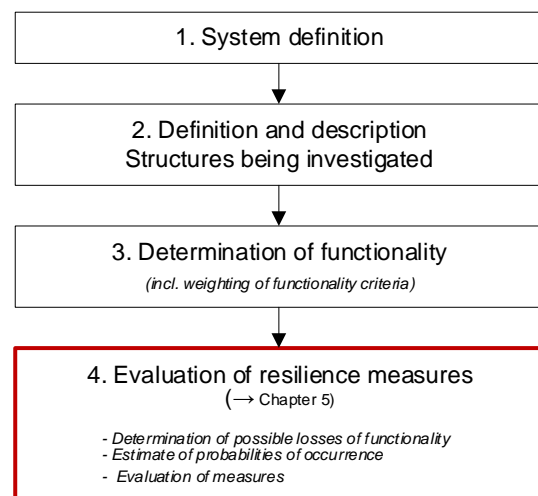 1. System definition
2. Definition and description
Structures being investigated
3. Determination of functionality
(incl. weighting of functionality criteria)
4. Evaluation of resilience measures
(→ Chapter 5)
- Determination of possible losses of functionality
- Estimate of probabilities of occurrence
- Evaluation of measures